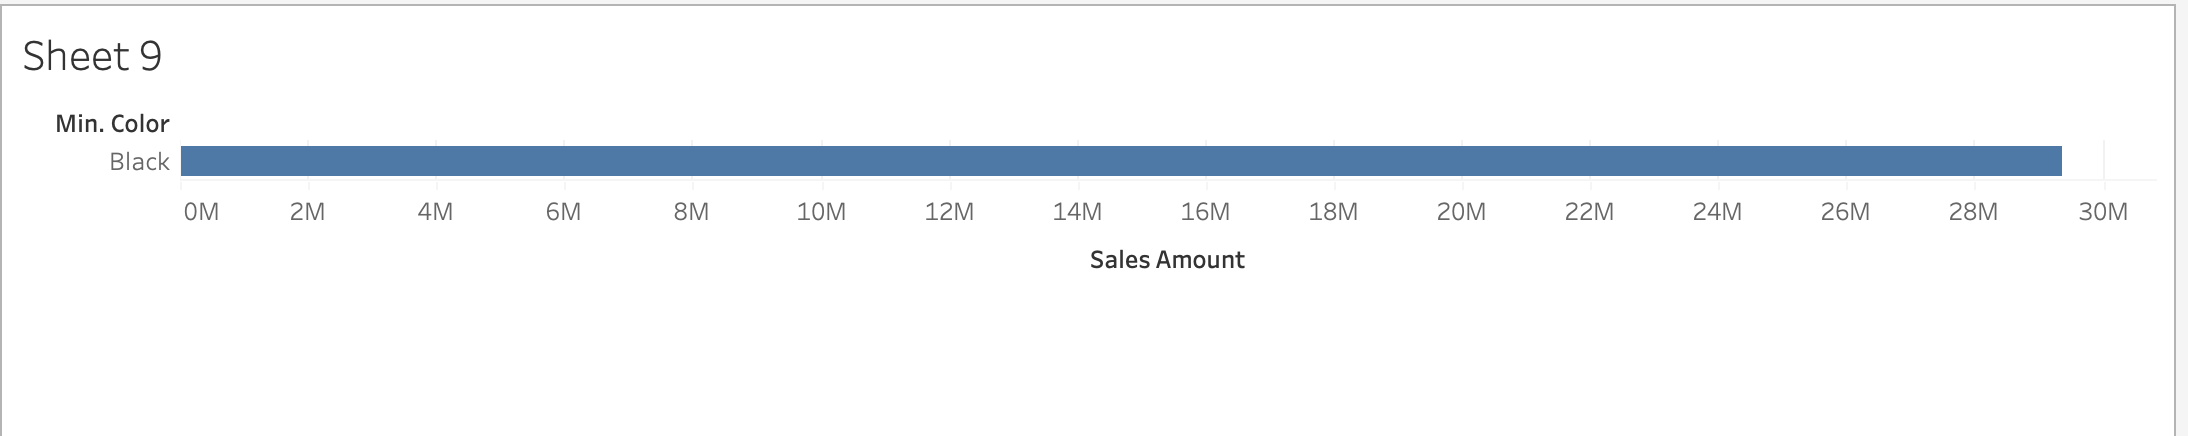 Sheet 9
Min. Color
Black
0M 2M 4M 6M 8M 10M 12M 14M 16M 18M 20M 22M 24M 26M 28M 30M
Sales Amount